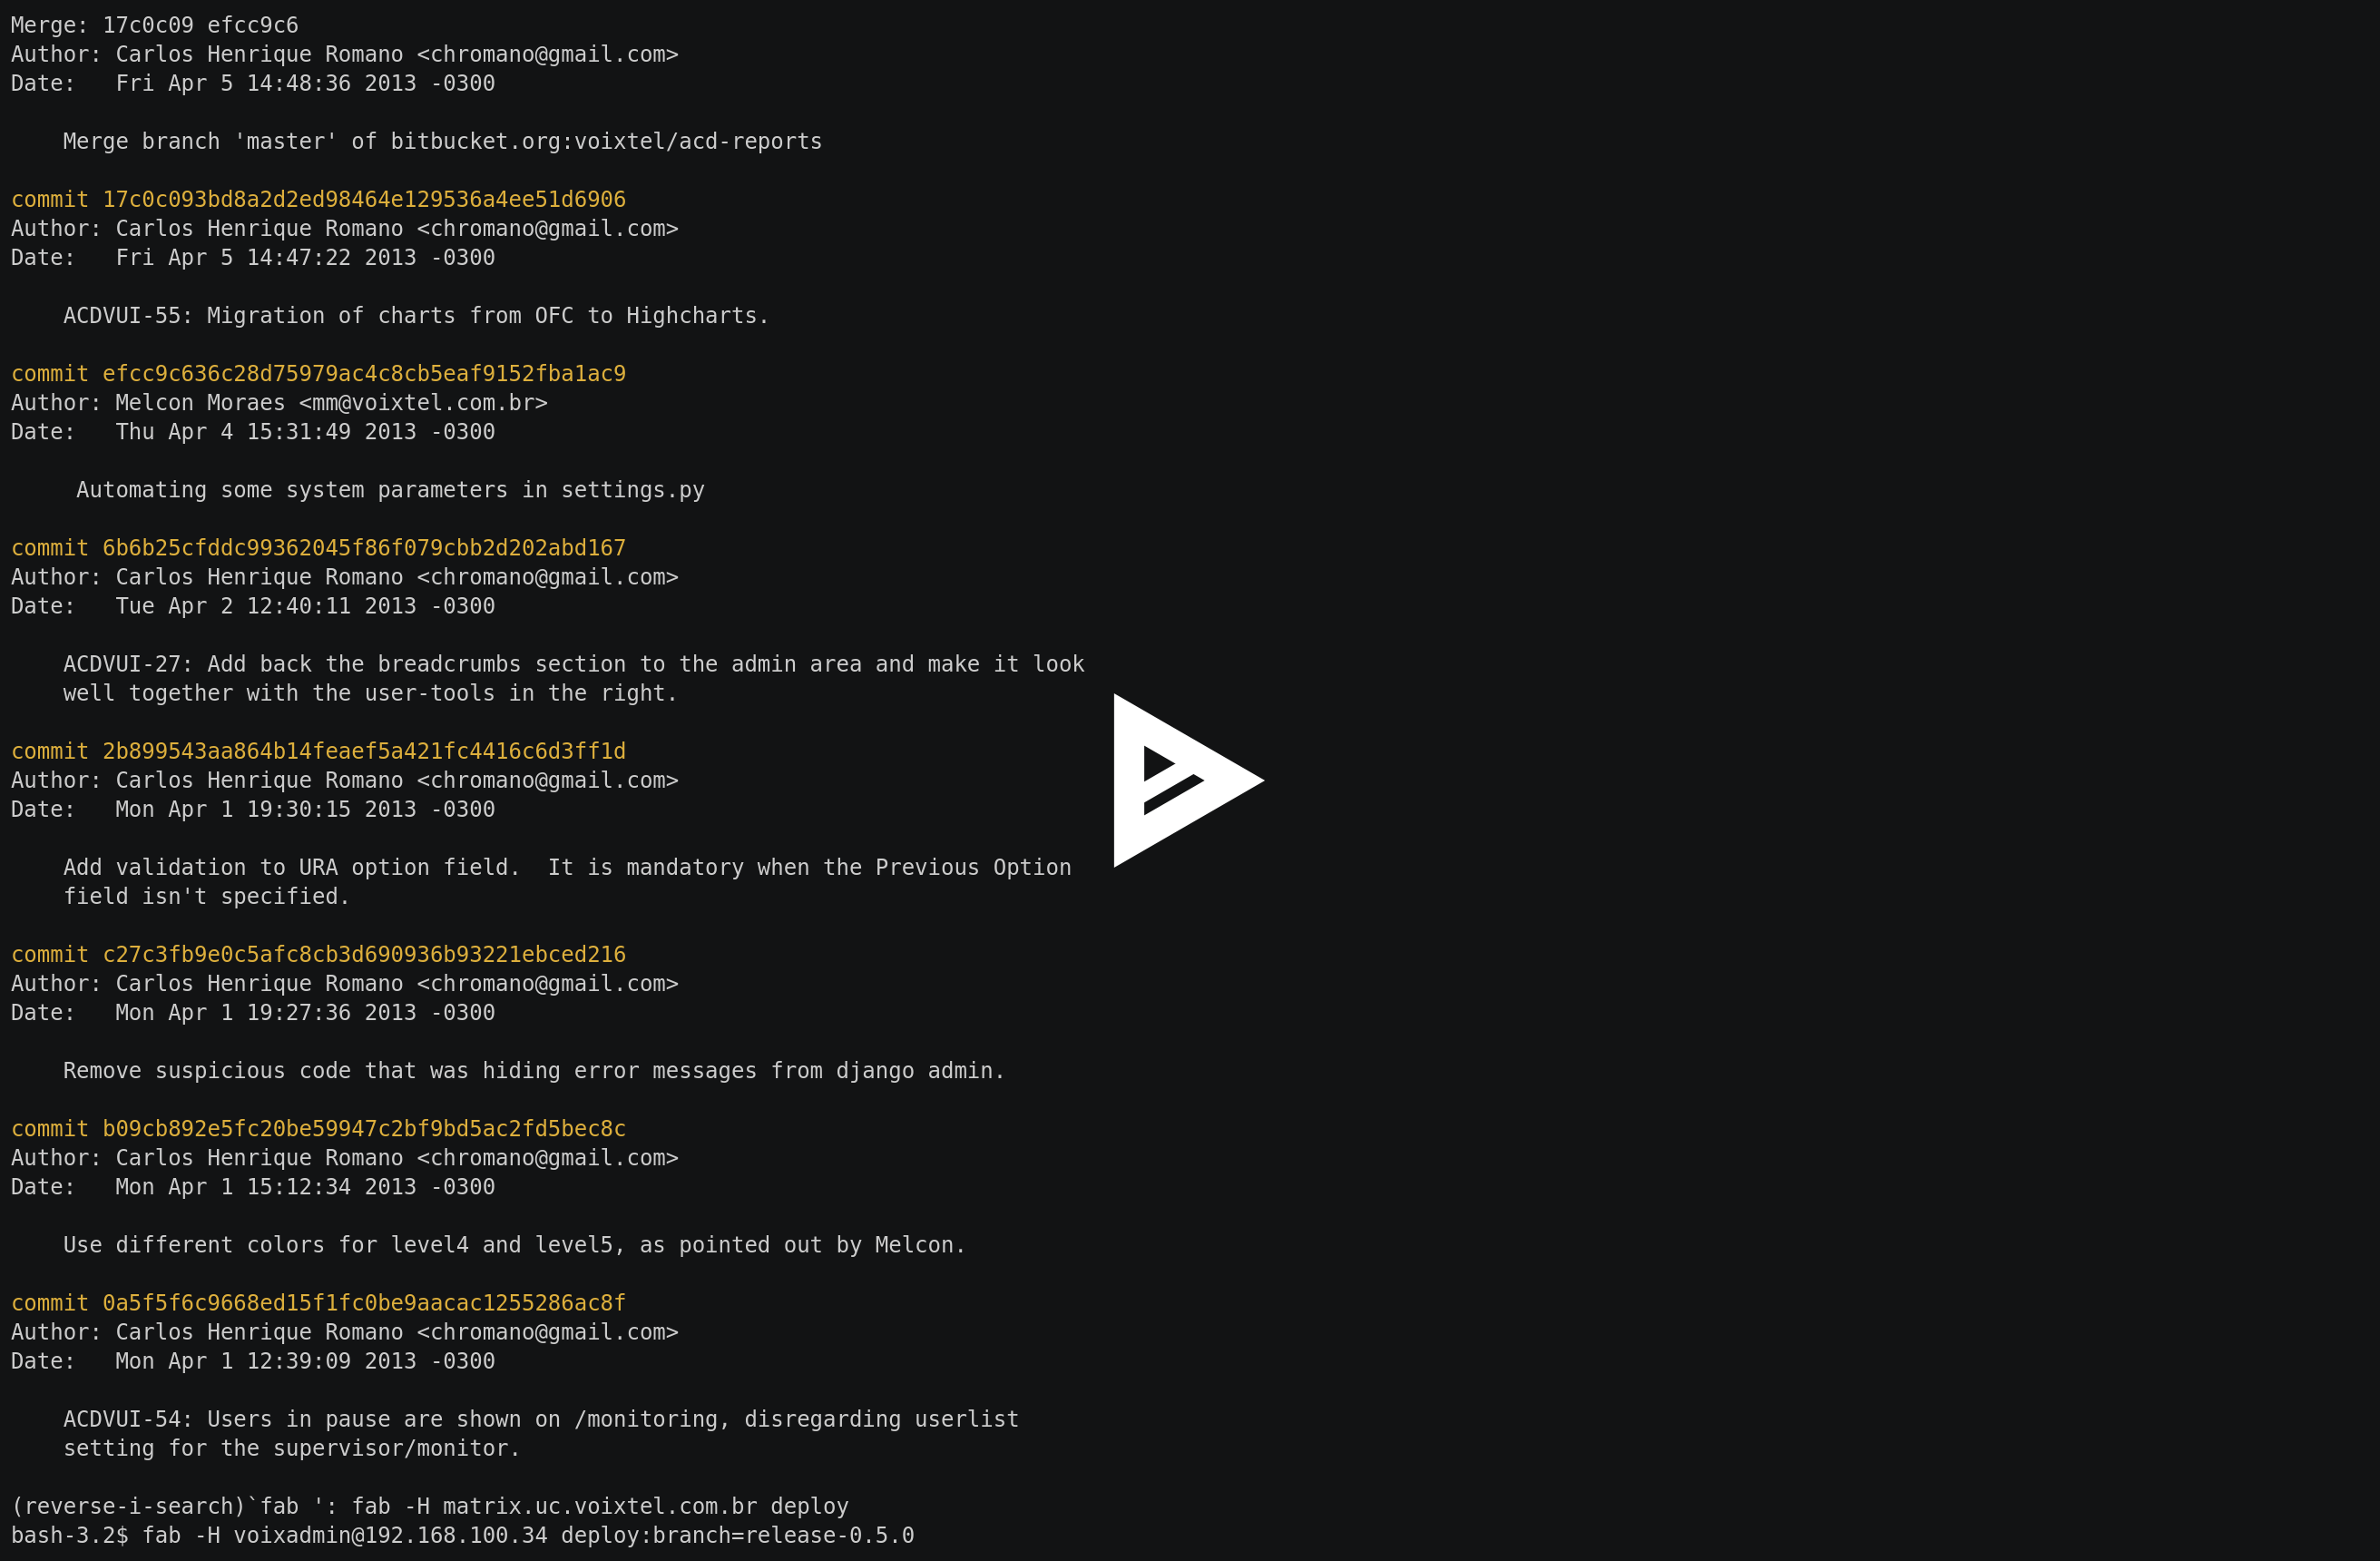 Merge: 17c0c09 efcc9c6
Author: Carlos Henrique Romano <chromano@gmail.com>
Date:   Fri Apr 5 14:48:36 2013 -0300

    Merge branch 'master' of bitbucket.org:voixtel/acd-reports

commit 17c0c093bd8a2d2ed98464e129536a4ee51d6906
Author: Carlos Henrique Romano <chromano@gmail.com>
Date:   Fri Apr 5 14:47:22 2013 -0300

    ACDVUI-55: Migration of charts from OFC to Highcharts.

commit efcc9c636c28d75979ac4c8cb5eaf9152fba1ac9
Author: Melcon Moraes <mm@voixtel.com.br>
Date:   Thu Apr 4 15:31:49 2013 -0300

     Automating some system parameters in settings.py

commit 6b6b25cfddc99362045f86f079cbb2d202abd167
Author: Carlos Henrique Romano <chromano@gmail.com>
Date:   Tue Apr 2 12:40:11 2013 -0300

    ACDVUI-27: Add back the breadcrumbs section to the admin area and make it look
    well together with the user-tools in the right.

commit 2b899543aa864b14feaef5a421fc4416c6d3ff1d
Author: Carlos Henrique Romano <chromano@gmail.com>
Date:   Mon Apr 1 19:30:15 2013 -0300

    Add validation to URA option field.  It is mandatory when the Previous Option
    field isn't specified.

commit c27c3fb9e0c5afc8cb3d690936b93221ebced216
Author: Carlos Henrique Romano <chromano@gmail.com>
Date:   Mon Apr 1 19:27:36 2013 -0300

    Remove suspicious code that was hiding error messages from django admin.

commit b09cb892e5fc20be59947c2bf9bd5ac2fd5bec8c
Author: Carlos Henrique Romano <chromano@gmail.com>
Date:   Mon Apr 1 15:12:34 2013 -0300

    Use different colors for level4 and level5, as pointed out by Melcon.

commit 0a5f5f6c9668ed15f1fc0be9aacac1255286ac8f
Author: Carlos Henrique Romano <chromano@gmail.com>
Date:   Mon Apr 1 12:39:09 2013 -0300

    ACDVUI-54: Users in pause are shown on /monitoring, disregarding userlist
    setting for the supervisor/monitor.

(reverse-i-search)`fab ': fab -H matrix.uc.voixtel.com.br deploy
bash-3.2$ fab -H voixadmin@192.168.100.34 deploy:branch=release-0.5.0